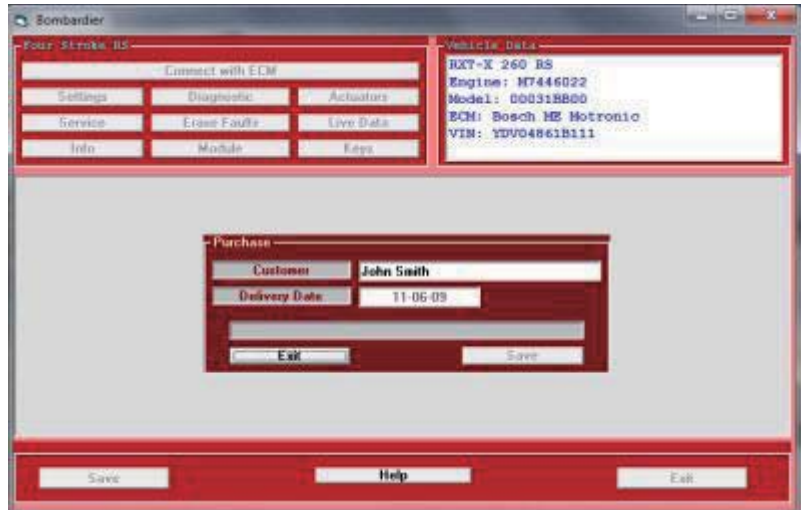 Bombardier
Four Stroke RS
Connect with ECM
Settings Diagnostic Actuators
Service Erase Faults Live Data
Info Module Keys
Vehicle Data
RXT-X 260 RS
Engine: M7446022
Model: 00031BB00
ECM: Bosch ME Motronic
VIN: YDV04861B111
Purchase
Customer John Smith
Delivery Date 11-06-09
Exit Save
Save Help Exit